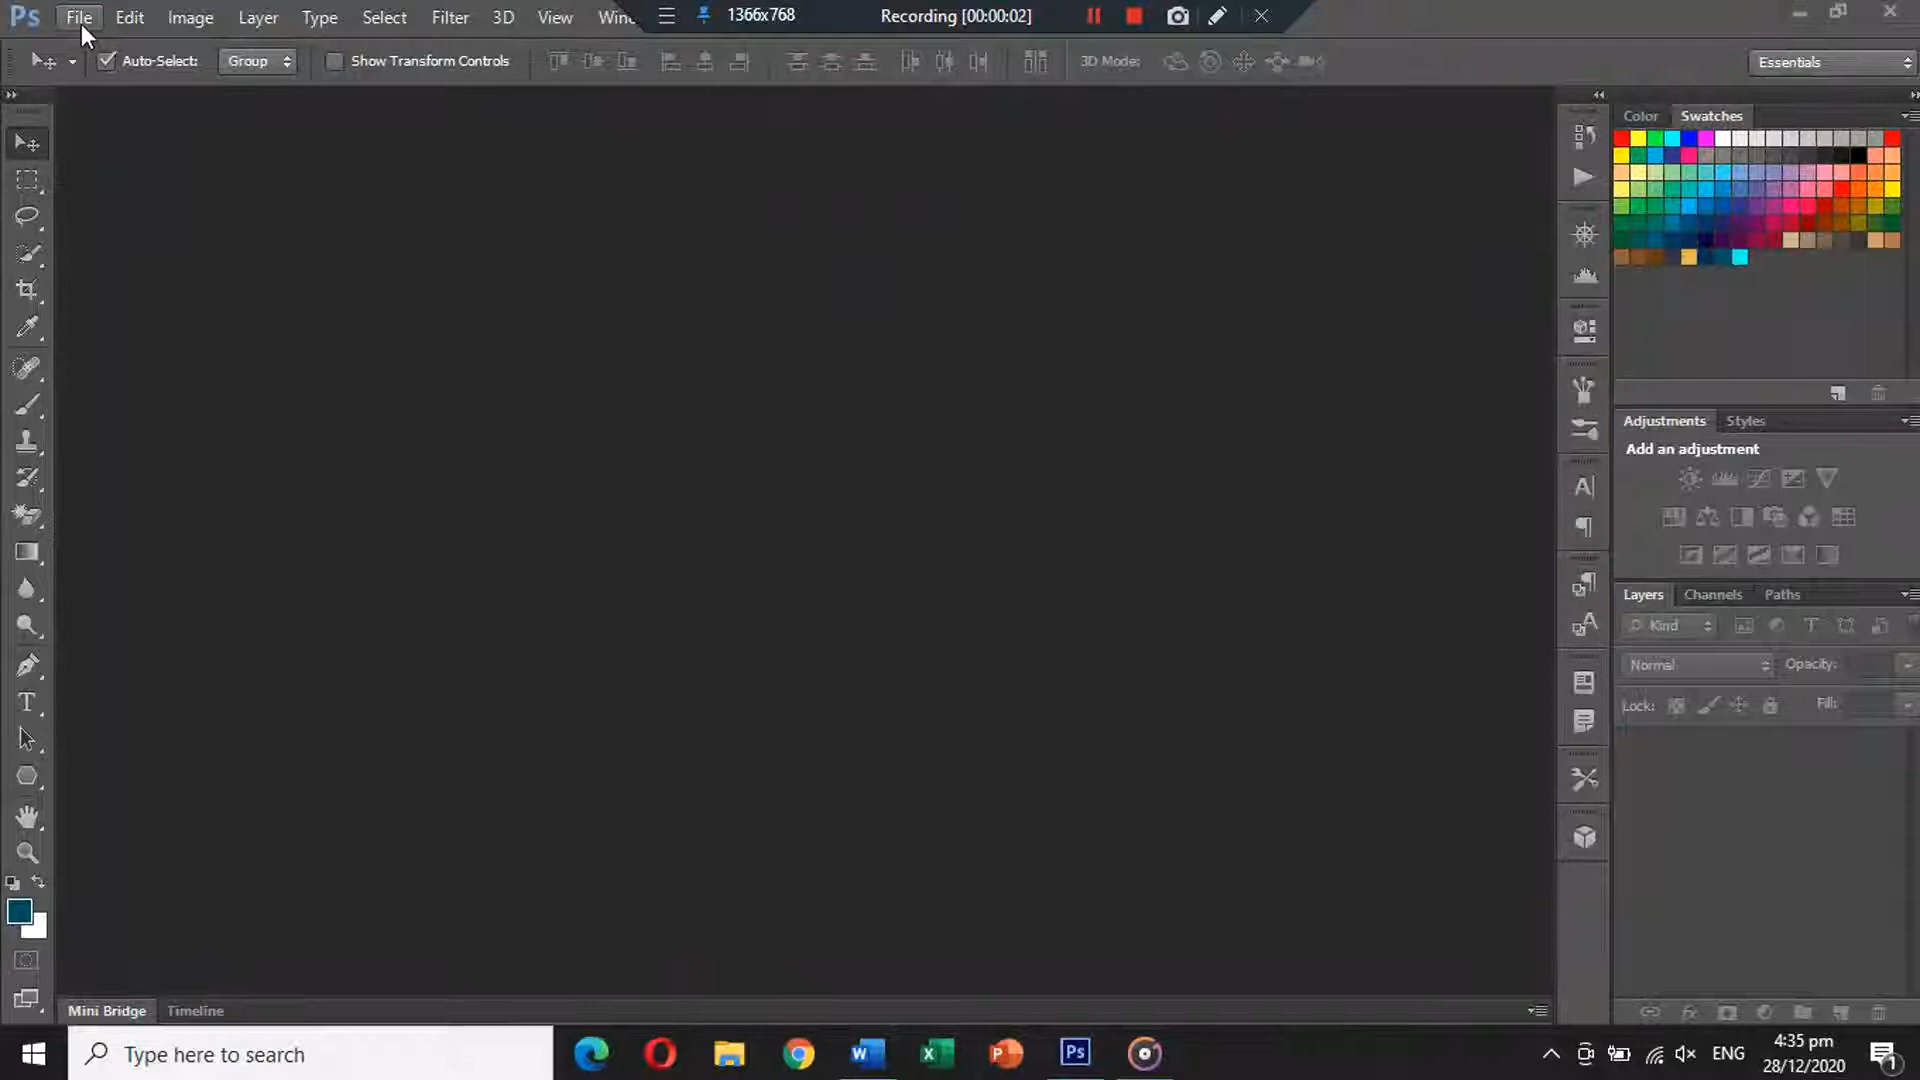 Ps File Edit Image Layer Type Select Filter 3D View Winc 1366x768 Recording [00:00:02]
Auto-Select: Group Show Transform Controls 3D Mode: Essentials
Color Swatches
Adjustments Styles
Add an adjustment
Layers Channels Paths
Kind
Normal Opacity:
Lock: Fill:
Mini Bridge Timeline
Type here to search ENG 4:35 pm
28/12/2020